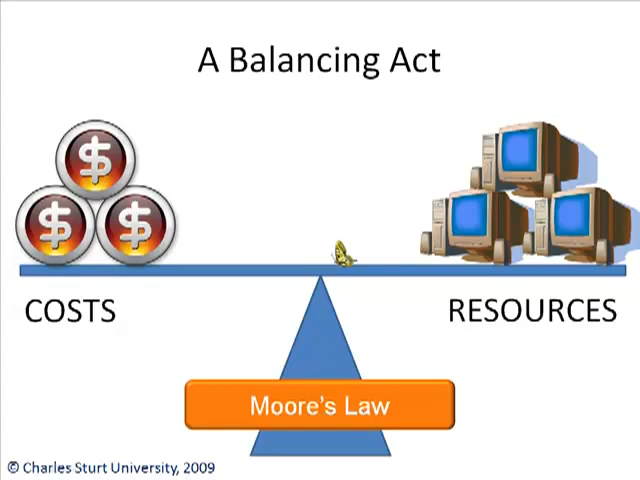 A Balancing Act
$
$ $
COSTS
RESOURCES
Moore's Law
© Charles Sturt University, 2009